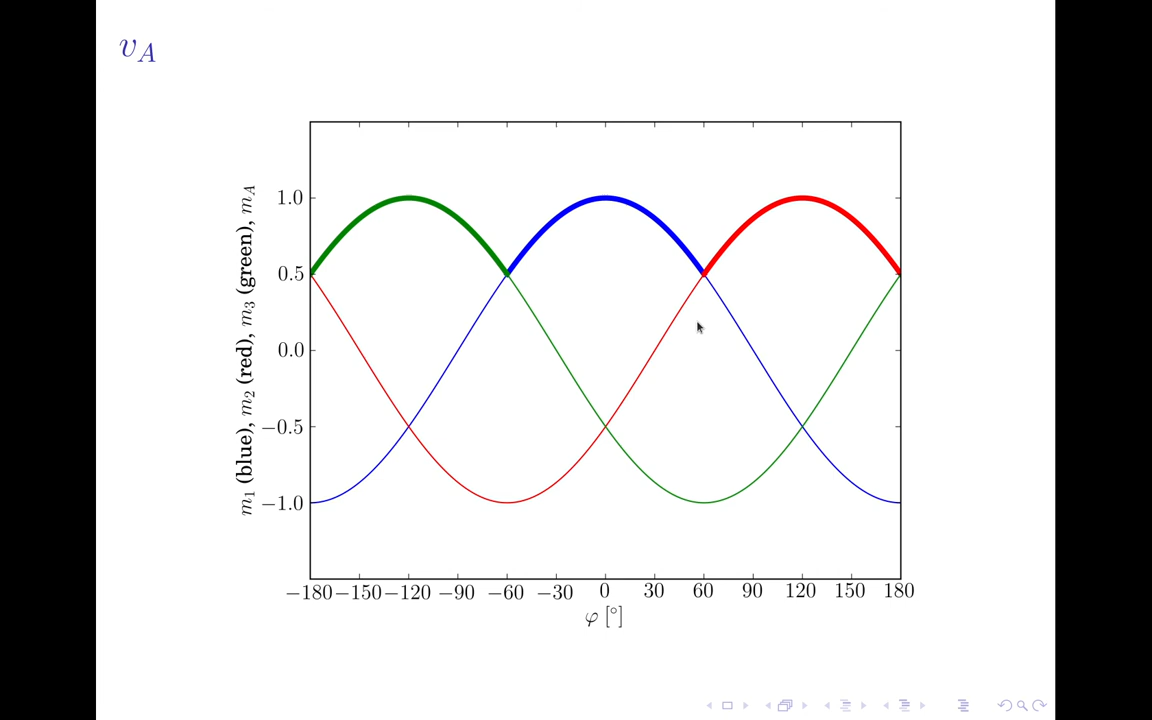 v_A
m_1 (blue), m_2 (red), m_3 (green), m_A
1.0
0.5
0.0
−0.5
−1.0
−180 −150 −120 −90 −60 −30 0 30 60 90 120 150 180
φ [°]